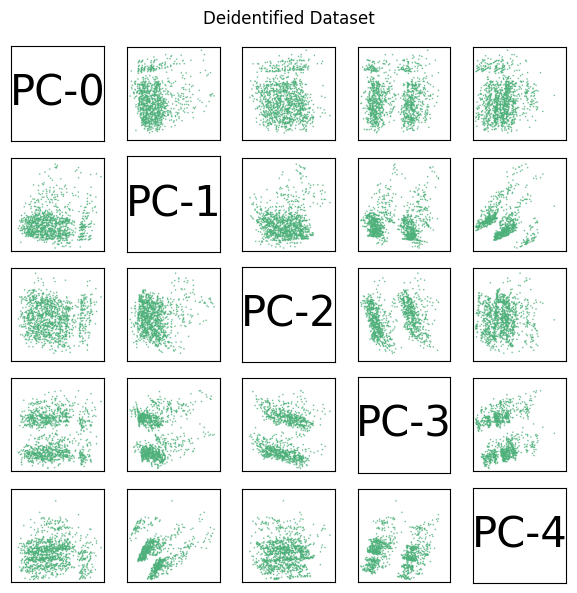 Deidentified Dataset
PC-0
PC-1
PC-2
PC-3
PC-4